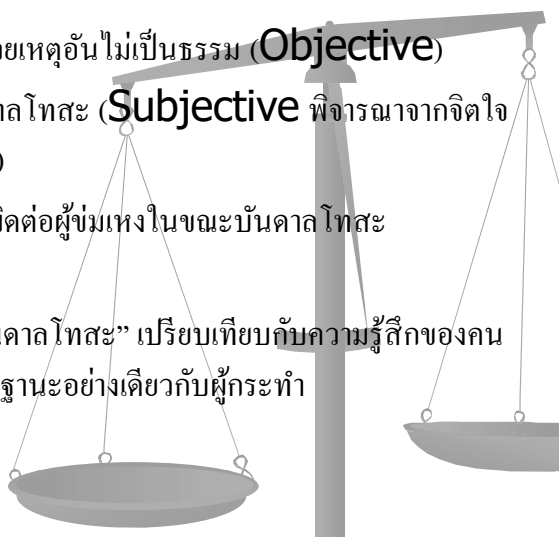 ยเหตุอันไม่เป็นธรรม (Objective)
าลโทสะ (Subjective พิจารณาจากจิตใจ
)
ผิดต่อผู้ข่มเหงในขณะบันดาลโทสะ
นดาลโทสะ” เปรียบเทียบกับความรู้สึกของคน
ฐานะอย่างเดียวกับผู้กระทำ